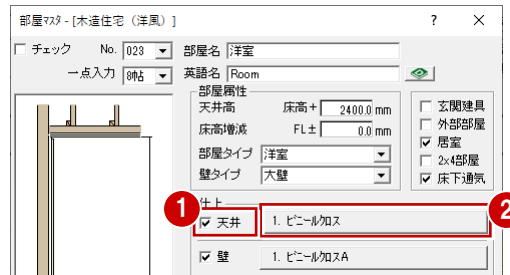 部屋ﾏｽﾀ - [木造住宅（洋風）] ? ×
チェック No. 023 部屋名 洋室
一点入力 8帖 英語名 Room
部屋属性
天井高 床高+ 2400.0 mm 玄関建具
床高増減 FL± 0.0 mm 外部部屋
部屋タイプ 洋室 居室
壁タイプ 大壁 2x4部屋
床下通気
仕上
1 天井 1. ﾋﾞﾆｰﾙｸﾛｽ 2
壁 1. ﾋﾞﾆｰﾙｸﾛｽA